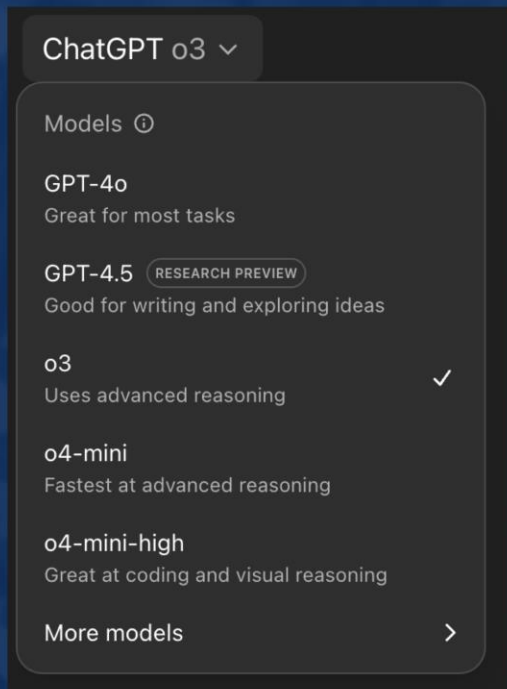 ChatGPT o3
Models
GPT-4o
Great for most tasks
GPT-4.5 RESEARCH PREVIEW
Good for writing and exploring ideas
o3
Uses advanced reasoning
o4-mini
Fastest at advanced reasoning
o4-mini-high
Great at coding and visual reasoning
More models